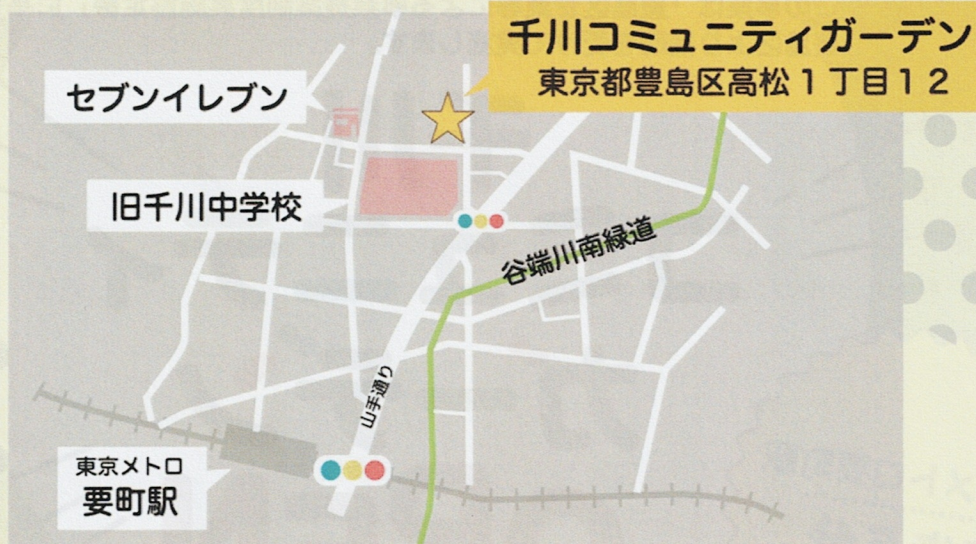 千川コミュニティガーデン
東京都豊島区高松1丁目12
セブンイレブン
旧千川中学校
谷端川南緑道
山手通り
東京メトロ
要町駅